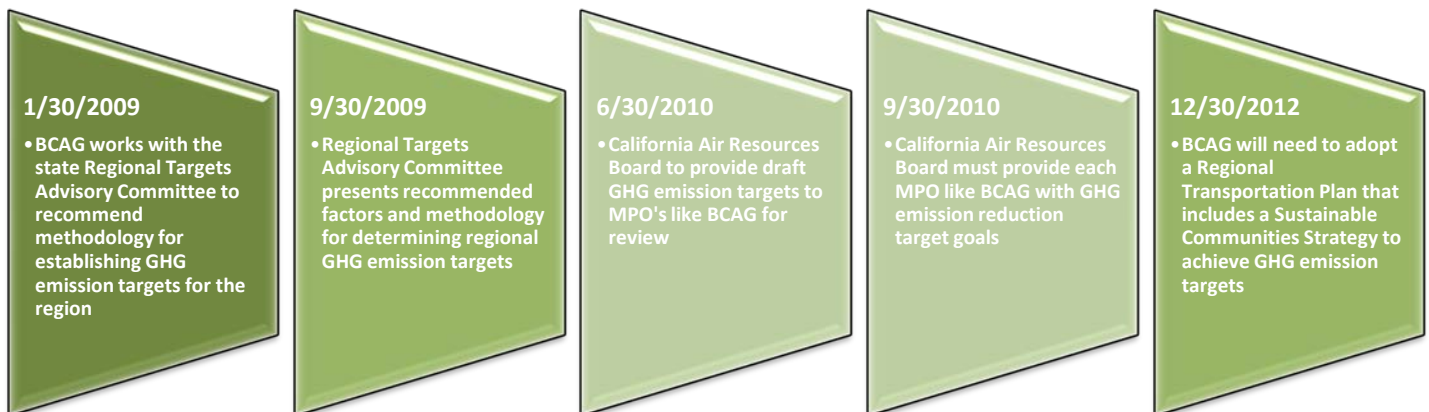 1/30/2009
•BCAG works with the
state Regional Targets
Advisory Committee to
recommend
methodology for
establishing GHG
emission targets for the
region
9/30/2009
•Regional Targets
Advisory Committee
presents recommended
factors and methodology
for determining regional
GHG emission targets
6/30/2010
•California Air Resources
Board to provide draft
GHG emission targets to
MPO's like BCAG for
review
9/30/2010
•California Air Resources
Board must provide each
MPO like BCAG with GHG
emission reduction
target goals
12/30/2012
•BCAG will need to adopt
a Regional
Transportation Plan that
includes a Sustainable
Communities Strategy to
achieve GHG emission
targets